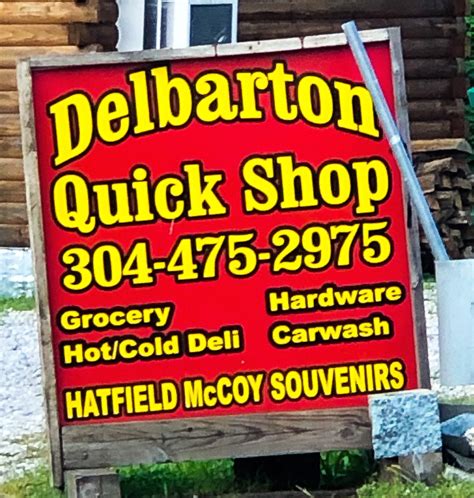 Delbarton
Quick Shop
304-475-2975
Grocery Hardware
Hot/Cold Deli Carwash
HATFIELD McCOY SOUVENIRS